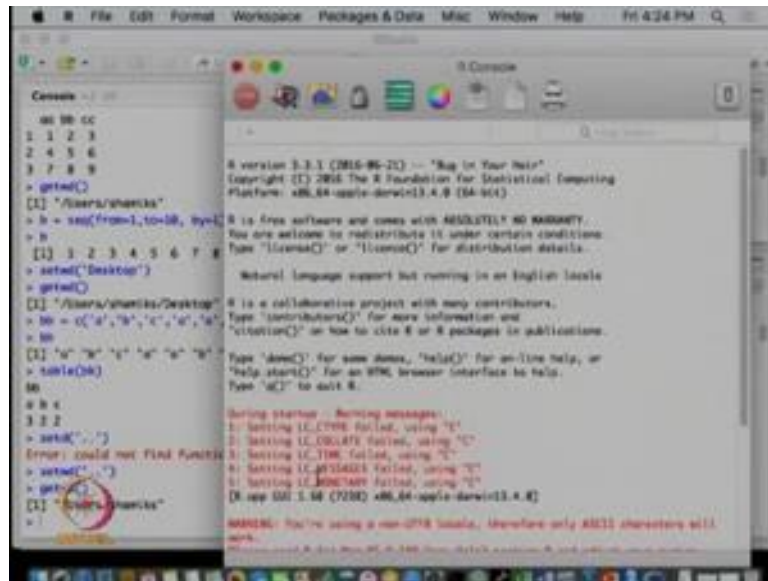 R File Edit Format Workspace Packages & Data Misc Window Help Fri 4:24 PM
R Console
Console
aa bb cc
1 1 2 3
2 4 5 6
3 7 8 9
> getwd()
[1] "/Users/shamiks"
> b = seq(from=1,to=10, by=1)
> b
[1] 1 2 3 4 5 6 7 8
> setwd('Desktop')
> getwd()
[1] "/Users/shamiks/Desktop"
> bb = c('a','b','c','a','a',
> bb
[1] "a" "b" "c" "a" "a" "b"
> table(bb)
bb
a b c
3 2 2
> setd('..')
Error: could not find functio
> setwd('..')
> getwd()
[1] "/Users/shamiks"
>
R version 3.3.1 (2016-06-21) -- "Bug in Your Hair"
Copyright (C) 2016 The R Foundation for Statistical Computing
Platform: x86_64-apple-darwin13.4.0 (64-bit)
R is free software and comes with ABSOLUTELY NO WARRANTY.
You are welcome to redistribute it under certain conditions.
Type 'license()' or 'licence()' for distribution details.
Natural language support but running in an English locale
R is a collaborative project with many contributors.
Type 'contributors()' for more information and
'citation()' on how to cite R or R packages in publications.
Type 'demo()' for some demos, 'help()' for on-line help, or
'help.start()' for an HTML browser interface to help.
Type 'q()' to quit R.
During startup - Warning messages:
1: Setting LC_CTYPE failed, using "C"
2: Setting LC_COLLATE failed, using "C"
3: Setting LC_TIME failed, using "C"
4: Setting LC_MESSAGES failed, using "C"
5: Setting LC_MONETARY failed, using "C"
[R.app GUI 1.68 (7238) x86_64-apple-darwin13.4.0]
WARNING: You're using a non-UTF8 locale, therefore only ASCII characters will
work.